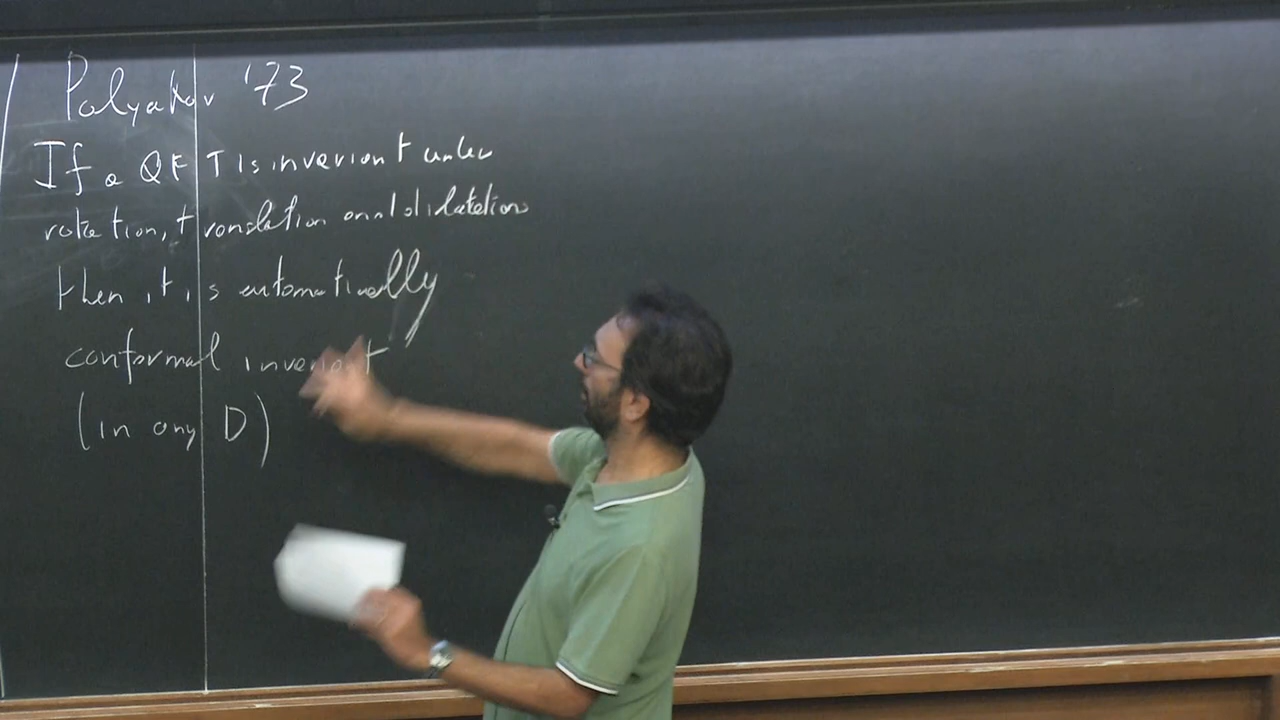 Polyakov '73
If a QFT is invariant under
rotation, translation and dilatations
then it is automatically
conformal invariant
(in any D)